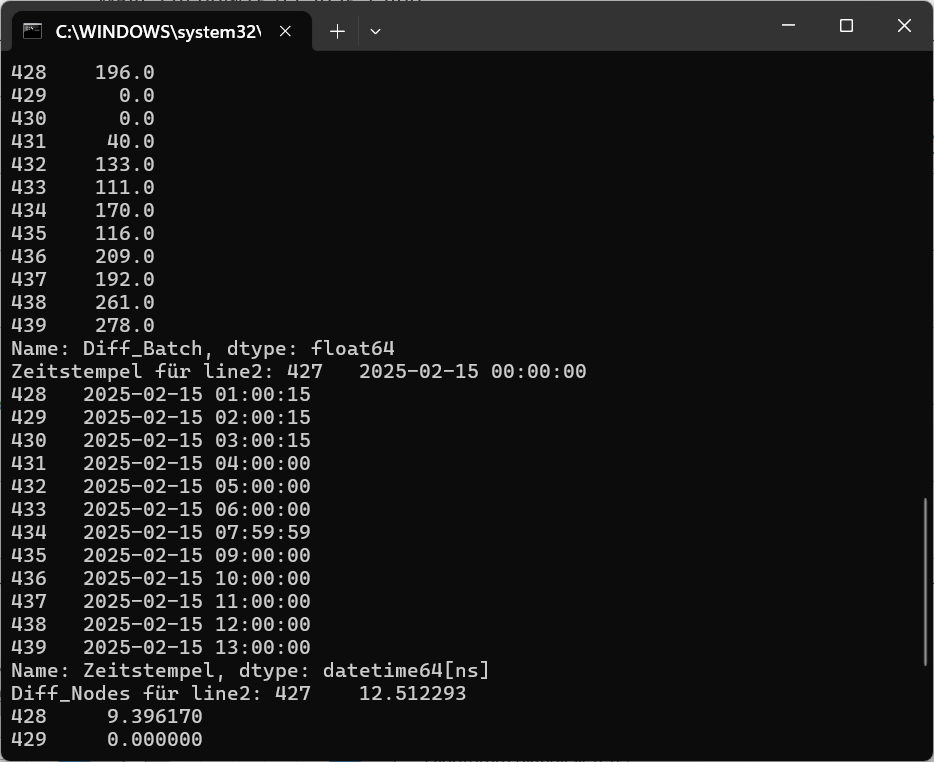 C:\WINDOWS\system32\
428    196.0
429      0.0
430      0.0
431     40.0
432    133.0
433    111.0
434    170.0
435    116.0
436    209.0
437    192.0
438    261.0
439    278.0
Name: Diff_Batch, dtype: float64
Zeitstempel für line2: 427   2025-02-15 00:00:00
428   2025-02-15 01:00:15
429   2025-02-15 02:00:15
430   2025-02-15 03:00:15
431   2025-02-15 04:00:00
432   2025-02-15 05:00:00
433   2025-02-15 06:00:00
434   2025-02-15 07:59:59
435   2025-02-15 09:00:00
436   2025-02-15 10:00:00
437   2025-02-15 11:00:00
438   2025-02-15 12:00:00
439   2025-02-15 13:00:00
Name: Zeitstempel, dtype: datetime64[ns]
Diff_Nodes für line2: 427    12.512293
428     9.396170
429     0.000000